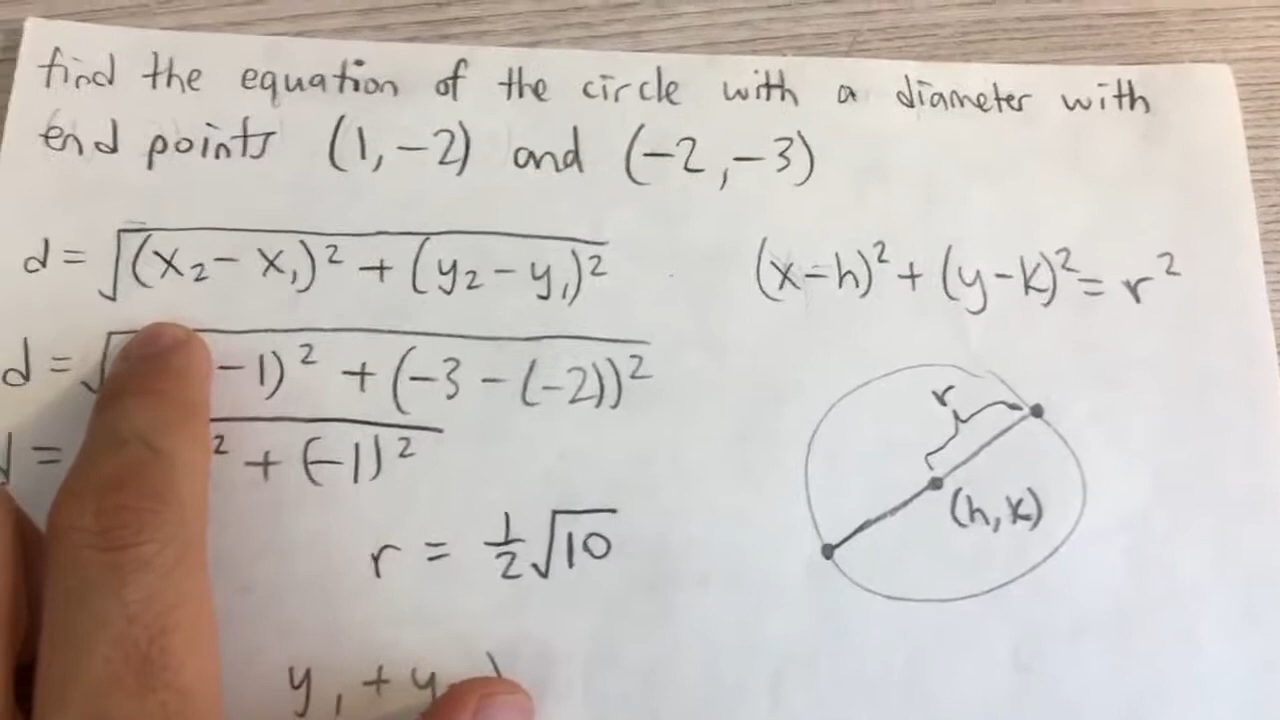 find the equation of the circle with a diameter with
end points (1,-2) and (-2,-3)
d = √(x₂ - x₁)² + (y₂ - y₁)²
(x-h)² + (y-k)² = r²
d = √ -1)² + (-3 - (-2))²
= ² + (-1)²
r
(h,k)
r = ½√10
y₁ + y